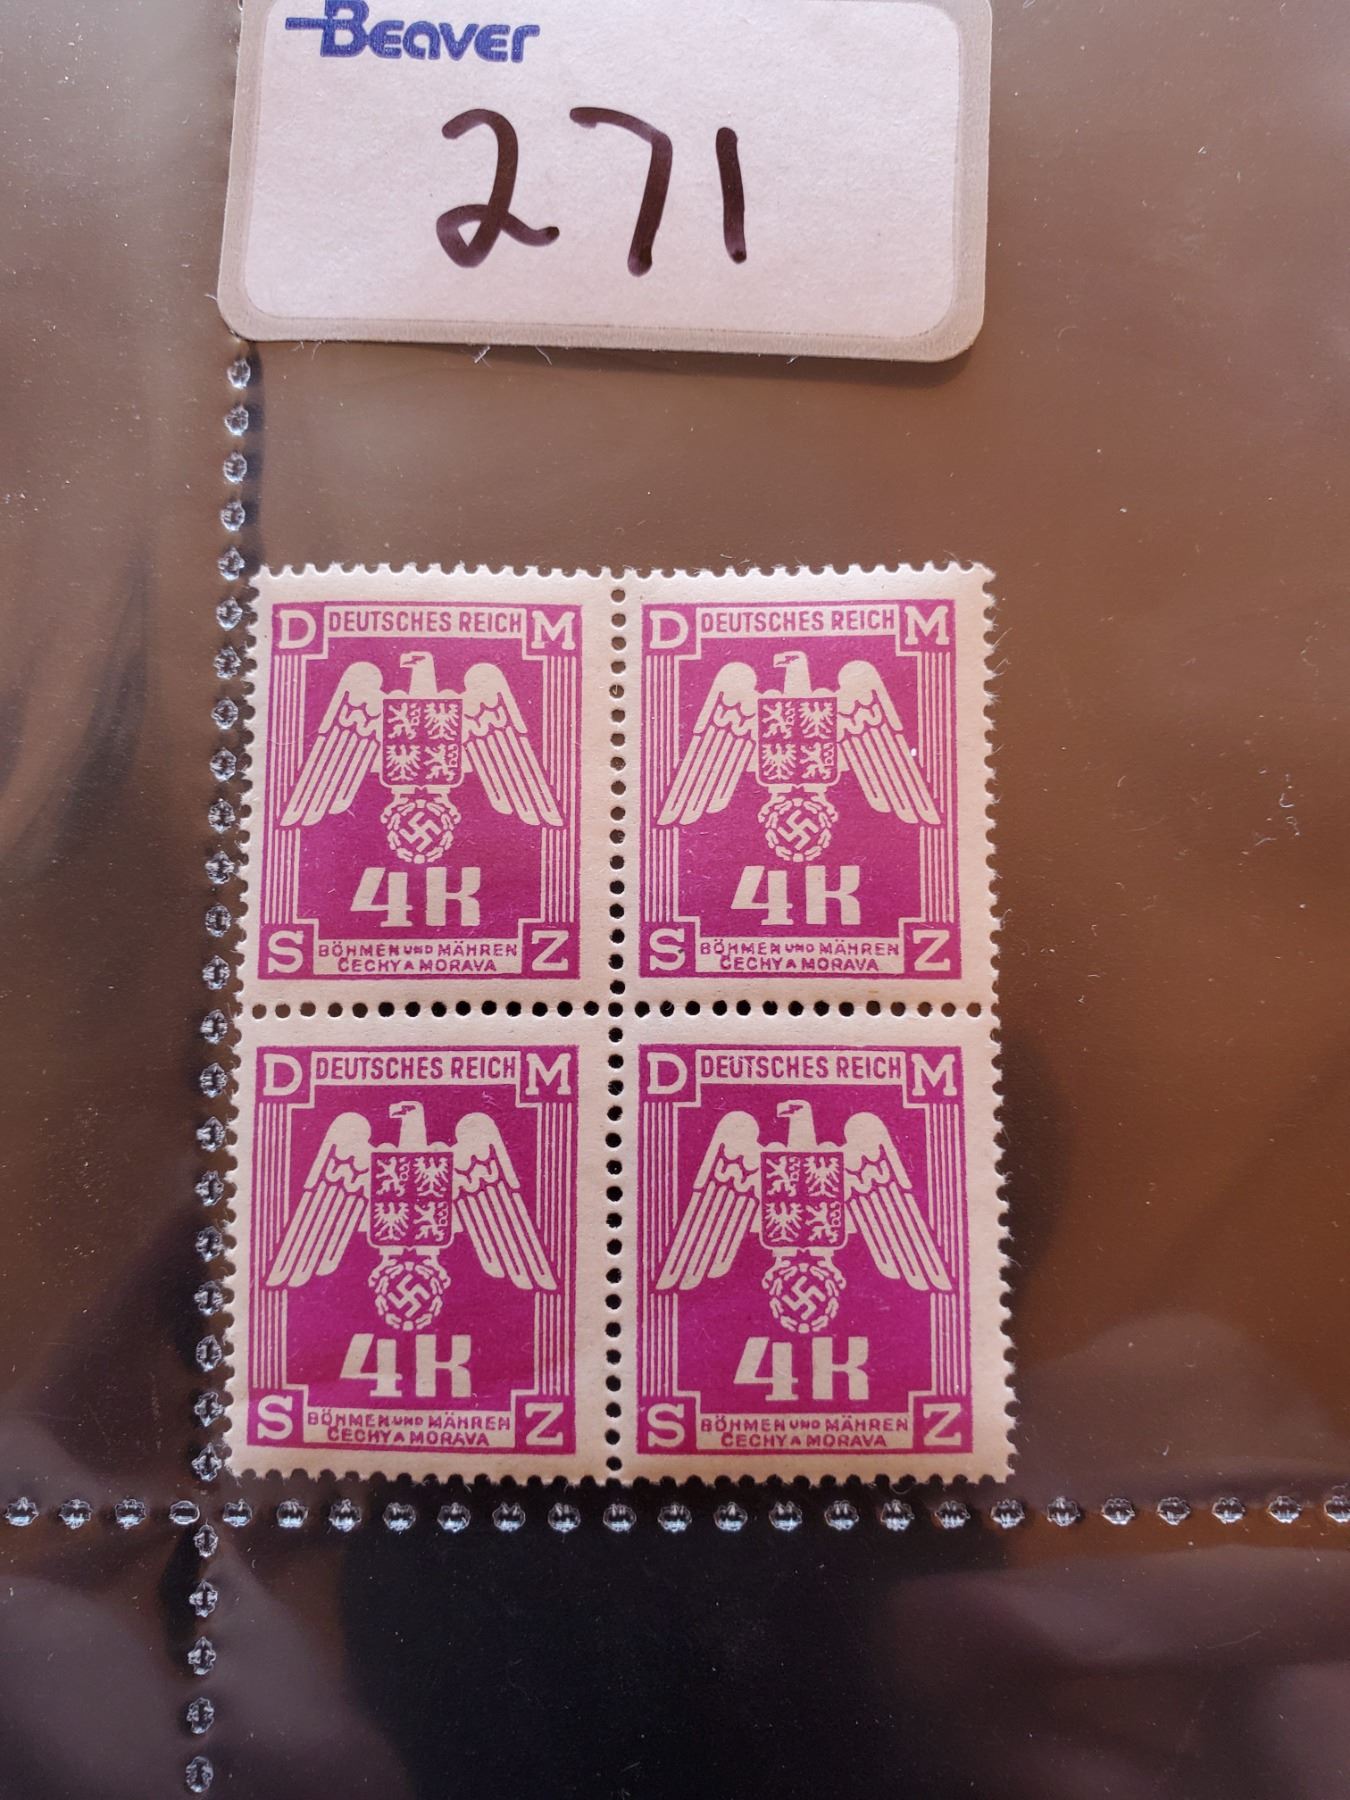 Beaver
271
D DEUTSCHES REICH M
4K
S BÖHMEN UND MÄHREN Z
ČECHY A MORAVA
D DEUTSCHES REICH M
4K
S BÖHMEN UND MÄHREN Z
ČECHY A MORAVA
D DEUTSCHES REICH M
4K
S BÖHMEN UND MÄHREN Z
ČECHY A MORAVA
D DEUTSCHES REICH M
4K
S BÖHMEN UND MÄHREN Z
ČECHY A MORAVA